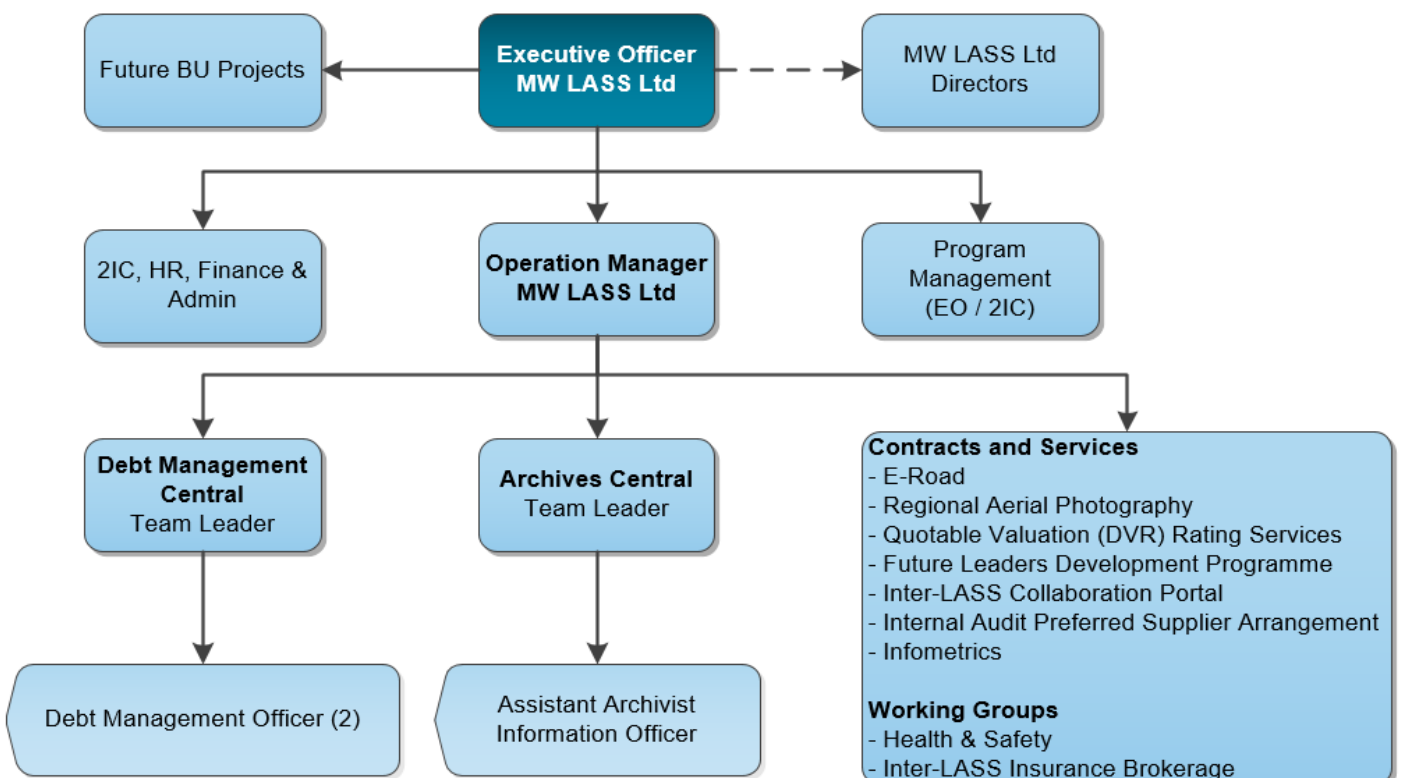 Future BU Projects
Executive Officer
MW LASS Ltd
MW LASS Ltd
Directors
2IC, HR, Finance &
Admin
Operation Manager
MW LASS Ltd
Program
Management
(EO / 2IC)
Debt Management
Central
Team Leader
Archives Central
Team Leader
Contracts and Services
- E-Road
- Regional Aerial Photography
- Quotable Valuation (DVR) Rating Services
- Future Leaders Development Programme
- Inter-LASS Collaboration Portal
- Internal Audit Preferred Supplier Arrangement
- Infometrics
Working Groups
- Health & Safety
- Inter-LASS Insurance Brokerage
Debt Management Officer (2)
Assistant Archivist
Information Officer